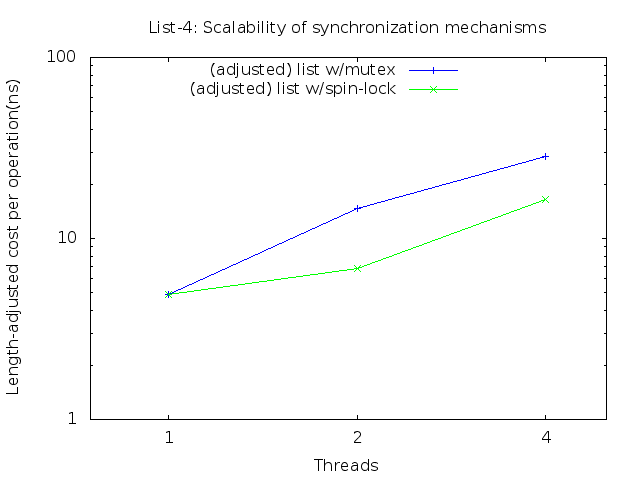 List-4: Scalability of synchronization mechanisms
100
(adjusted) list w/mutex
(adjusted) list w/spin-lock
Length-adjusted cost per operation(ns)
10
1
1 2 4
Threads